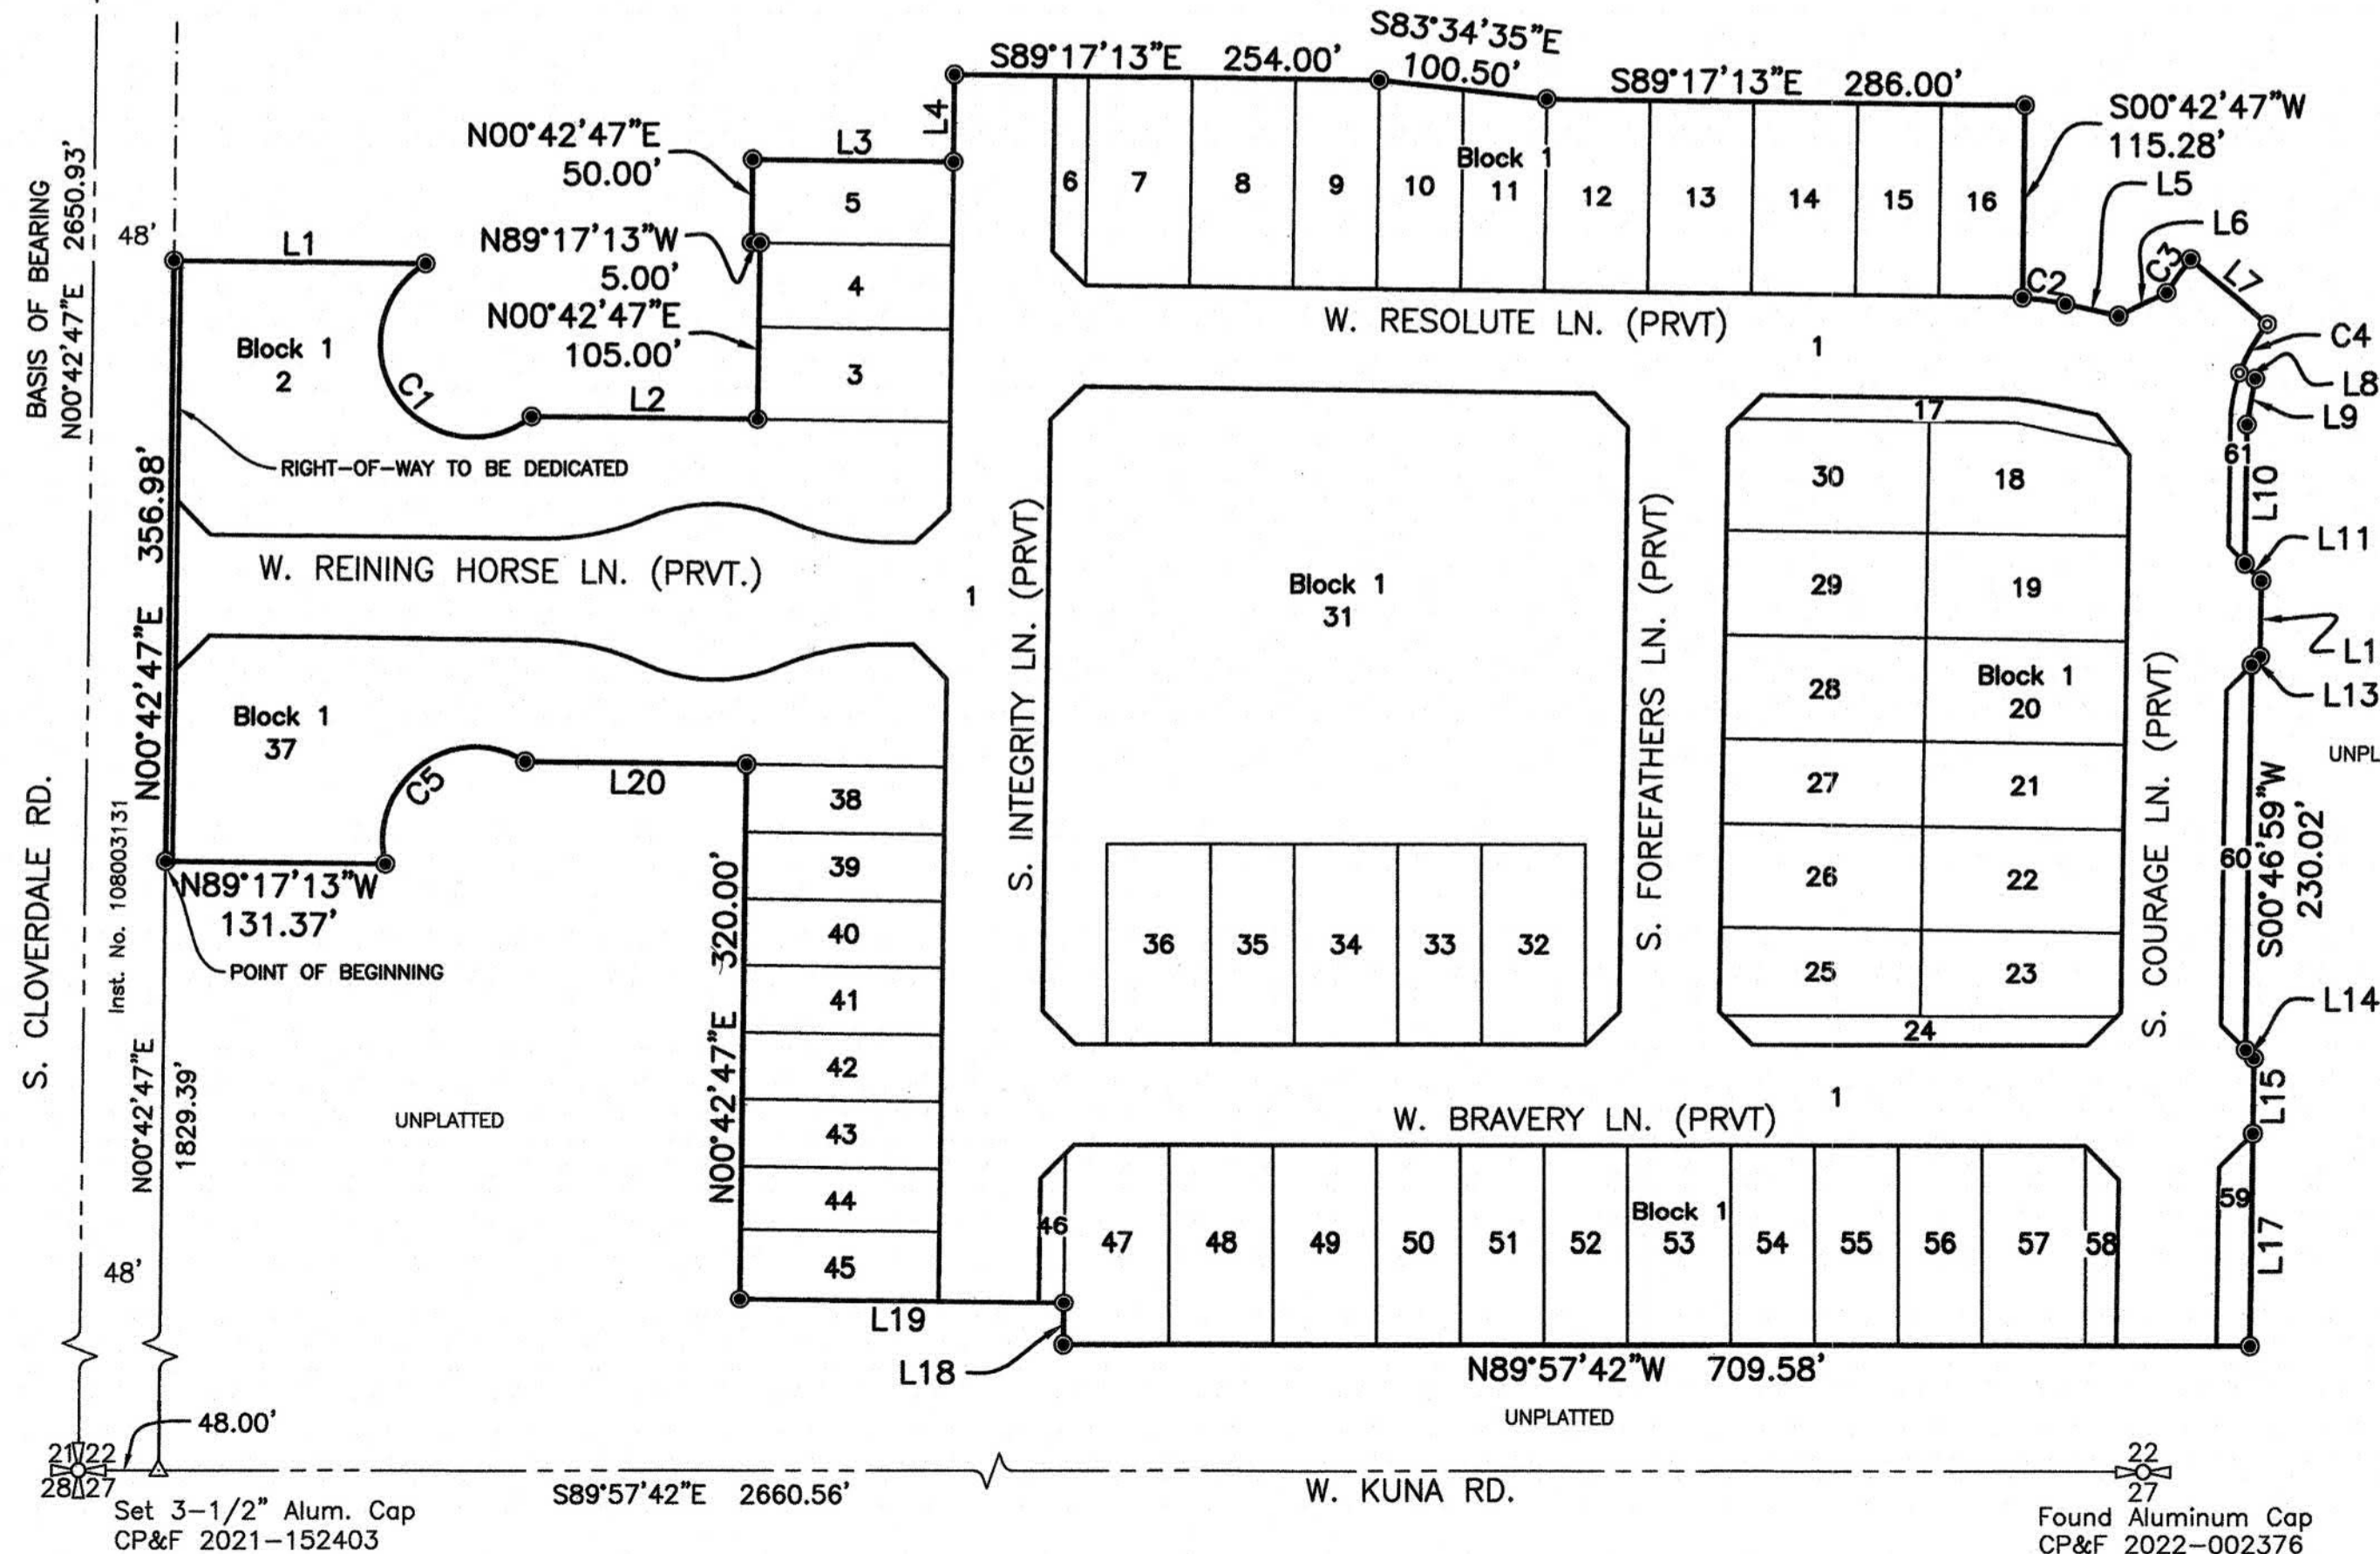 S83°34'35"E
100.50'
S89°17'13"E 254.00'
S89°17'13"E 286.00'
S00°42'47"W
115.28'
L4
N00°42'47"E
50.00'
L3
BASIS OF BEARING
N00°42'47"E 2650.93'
48'
L1
N89°17'13"W
5.00'
N00°42'47"E
105.00'
5
4
3
6
7
8
9
10
Block 1
11
12
13
14
15
16
L5
L6
C2
C3
L7
C4
L8
L9
61
L10
L11
L1
L13
Block 1
2
C1
L2
W. RESOLUTE LN. (PRVT)
1
RIGHT-OF-WAY TO BE DEDICATED
N00°42'47"E 356.98'
W. REINING HORSE LN. (PRVT.)
1
S. INTEGRITY LN. (PRVT)
Block 1
31
S. FOREFATHERS LN. (PRVT)
17
30
18
29
19
28
Block 1
20
27
21
26
22
25
23
24
S. COURAGE LN. (PRVT)
UNPL
S00°46'59"W
230.02'
60
L14
L15
Block 1
37
C5
L20
N89°17'13"W
131.37'
POINT OF BEGINNING
S. CLOVERDALE RD.
Inst. No. 108003131
N00°42'47"E
1829.39'
48'
UNPLATTED
N00°42'47"E 320.00'
38
39
40
41
42
43
44
45
36
35
34
33
32
W. BRAVERY LN. (PRVT)
1
46
47
48
49
50
51
52
Block 1
53
54
55
56
57
58
59
L17
L19
L18
N89°57'42"W 709.58'
UNPLATTED
48.00'
21 22
28 27
Set 3-1/2" Alum. Cap
CP&F 2021-152403
S89°57'42"E 2660.56'
W. KUNA RD.
22
27
Found Aluminum Cap
CP&F 2022-002376